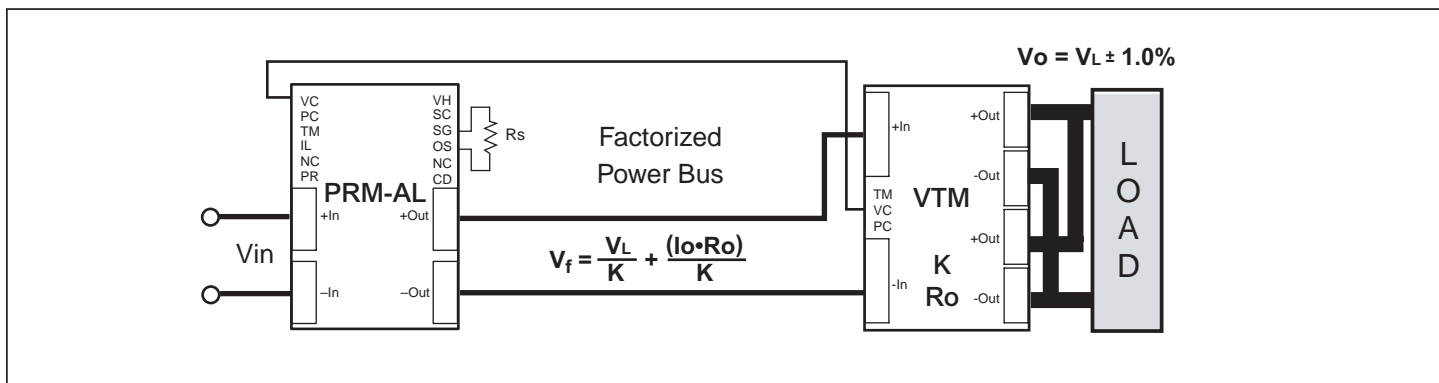 Vo = VL ± 1.0%
VC
PC
TM
IL
NC
PR
VH
SC
SG
OS
NC
CD
Rs
PRM-AL
+In
+Out
–In
–Out
Vin
Factorized
Power Bus
Vf = VL/K + (Io•Ro)/K
+In
TM
VC
PC
-In
VTM
K
Ro
+Out
-Out
+Out
-Out
L
O
A
D